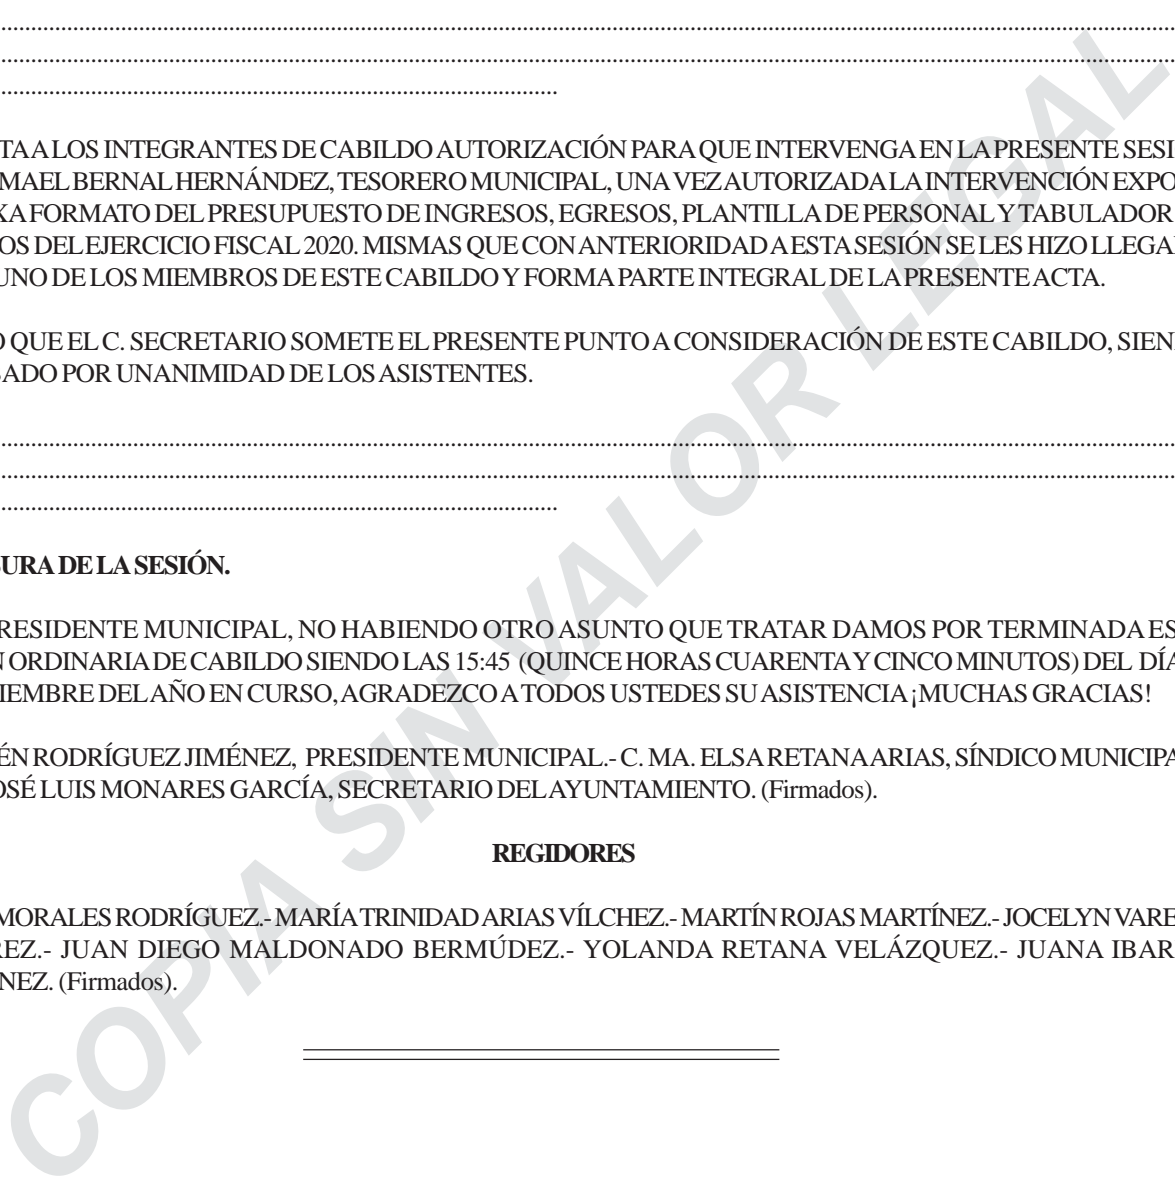 TA A LOS INTEGRANTES DE CABILDO AUTORIZACIÓN PARA QUE INTERVENGA EN LA PRESENTE SESI
MAEL BERNAL HERNÁNDEZ, TESORERO MUNICIPAL, UNA VEZ AUTORIZADA LA INTERVENCIÓN EXPO
XA FORMATO DEL PRESUPUESTO DE INGRESOS, EGRESOS, PLANTILLA DE PERSONAL Y TABULADOR
OS DEL EJERCICIO FISCAL 2020. MISMAS QUE CON ANTERIORIDAD A ESTA SESIÓN SE LES HIZO LLEGA
UNO DE LOS MIEMBROS DE ESTE CABILDO Y FORMA PARTE INTEGRAL DE LA PRESENTE ACTA.
O QUE EL C. SECRETARIO SOMETE EL PRESENTE PUNTO A CONSIDERACIÓN DE ESTE CABILDO, SIEN
BADO POR UNANIMIDAD DE LOS ASISTENTES.
SURA DE LA SESIÓN.
RESIDENTE MUNICIPAL, NO HABIENDO OTRO ASUNTO QUE TRATAR DAMOS POR TERMINADA ES
N ORDINARIA DE CABILDO SIENDO LAS 15:45 (QUINCE HORAS CUARENTA Y CINCO MINUTOS) DEL DÍA
IEMBRE DEL AÑO EN CURSO, AGRADEZCO A TODOS USTEDES SU ASISTENCIA ¡MUCHAS GRACIAS!
ÉN RODRÍGUEZ JIMÉNEZ, PRESIDENTE MUNICIPAL.- C. MA. ELSA RETANA ARIAS, SÍNDICO MUNICIPA
OSÉ LUIS MONARES GARCÍA, SECRETARIO DEL AYUNTAMIENTO. (Firmados).
REGIDORES
MORALES RODRÍGUEZ.- MARÍA TRINIDAD ARIAS VÍLCHEZ.- MARTÍN ROJAS MARTÍNEZ.- JOCELYN VARE
REZ.- JUAN DIEGO MALDONADO BERMÚDEZ.- YOLANDA RETANA VELÁZQUEZ.- JUANA IBAR
NEZ. (Firmados).
COPIA SIN VALOR LEGAL